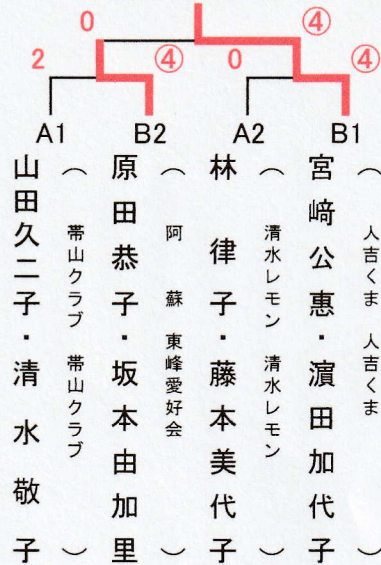 0 ④
2 ④ 0 ④
A1 B2 A2 B1
山田久二子・清水敬子
（帯山クラブ 帯山クラブ）
原田恭子・坂本由加里
（阿蘇 東峰愛好会）
林律子・藤本美代子
（清水レモン 清水レモン）
宮﨑公惠・濵田加代子
（人吉くま 人吉くま）